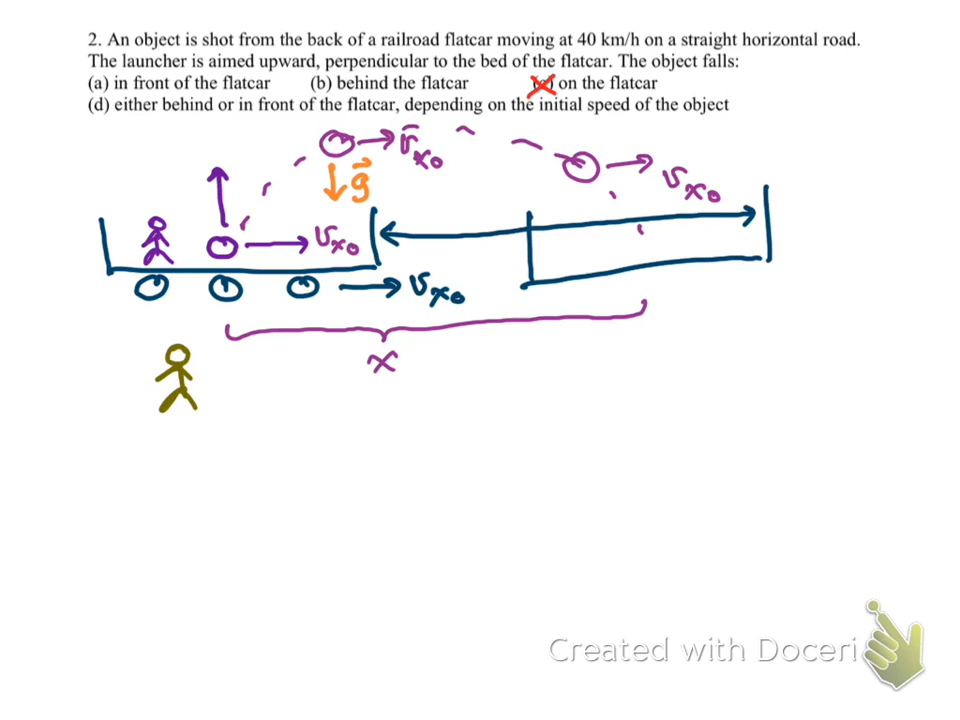 2. An object is shot from the back of a railroad flatcar moving at 40 km/h on a straight horizontal road.
The launcher is aimed upward, perpendicular to the bed of the flatcar. The object falls:
(a) in front of the flatcar (b) behind the flatcar (c) on the flatcar
(d) either behind or in front of the flatcar, depending on the initial speed of the object
v̄x₀
g⃗
vx₀
vx₀
vx₀
x
Created with Doceri